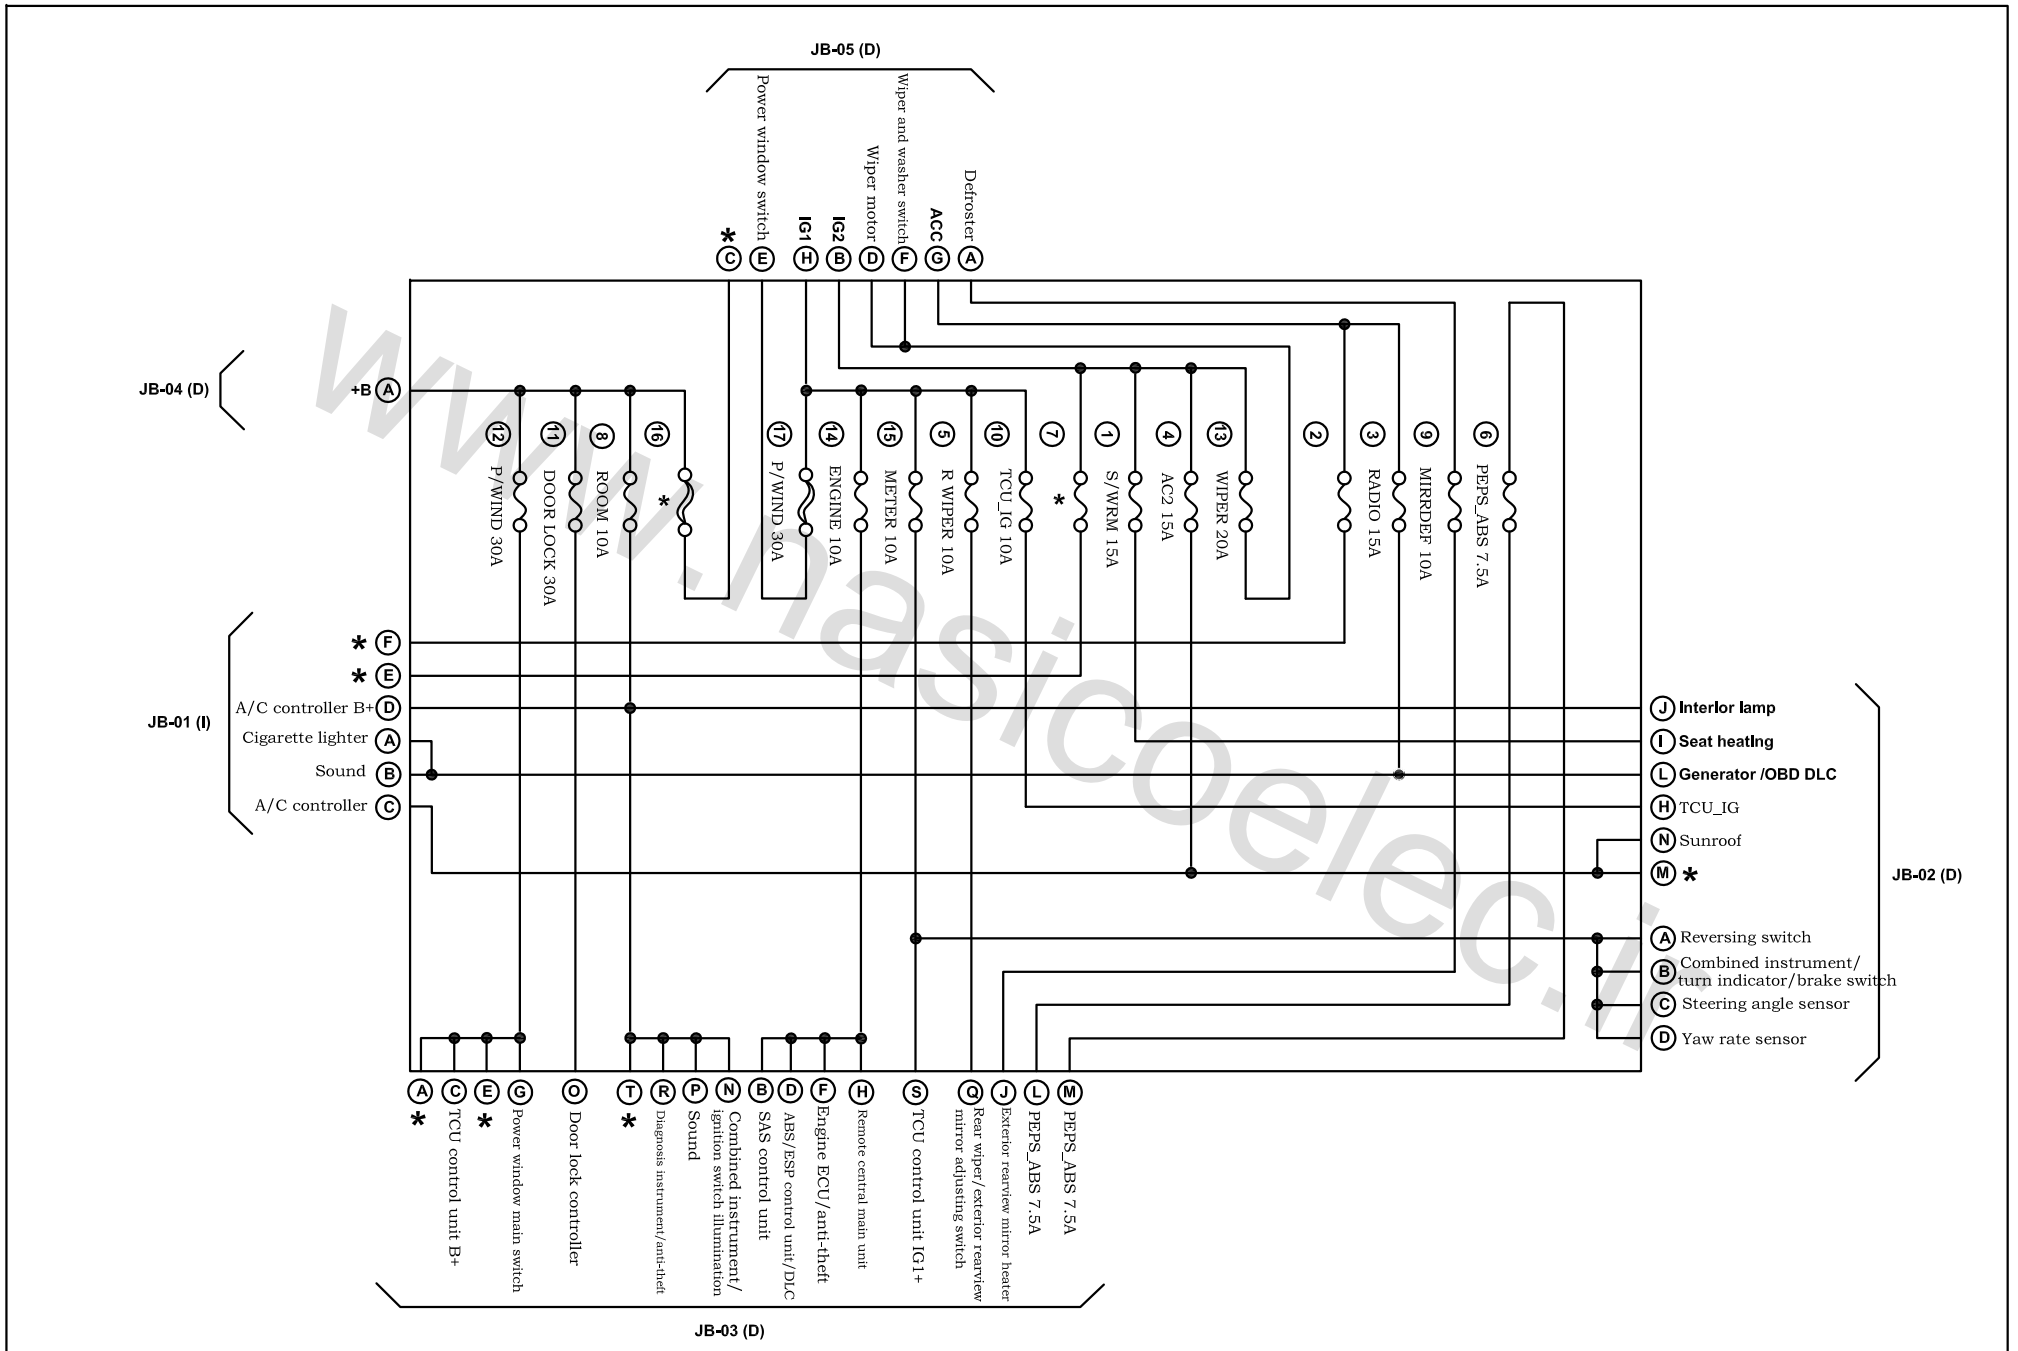 JB-05 (D)
Power window switch
Wiper and washer switch
Wiper motor
Defroster
IG1
IG2
ACC
*
C
E
H
B
D
F
G
A
JB-04 (D)
+B
A
12
11
8
16
17
14
15
5
10
7
1
4
13
2
3
9
6
P/WIND 30A
DOOR LOCK 30A
ROOM 10A
*
P/WIND 30A
ENGINE 10A
METER 10A
R WIPER 10A
TCU_IG 10A
*
S/WRM 15A
AC2 15A
WIPER 20A
RADIO 15A
MIRRDEF 10A
PEPS_ABS 7.5A
JB-01 (I)
* F
* E
A/C controller B+ D
Cigarette lighter A
Sound B
A/C controller C
J Interior lamp
I Seat heating
L Generator /OBD DLC
H TCU_IG
N Sunroof
M *
A Reversing switch
B Combined instrument/
turn indicator/brake switch
C Steering angle sensor
D Yaw rate sensor
JB-02 (D)
A
C
E
G
O
T
R
P
N
B
D
F
H
S
Q
J
L
M
*
TCU control unit B+
*
Power window main switch
Door lock controller
*
Diagnosis instrument/anti-theft
Sound
Combined instrument/
ignition switch illumination
SAS control unit
ABS/ESP control unit/DLC
Engine ECU/anti-theft
Remote central main unit
TCU control unit IG1+
Rear wiper/exterior rearview
mirror adjusting switch
Exterior rearview mirror heater
PEPS_ABS 7.5A
PEPS_ABS 7.5A
JB-03 (D)
www.nasicoelec.ir